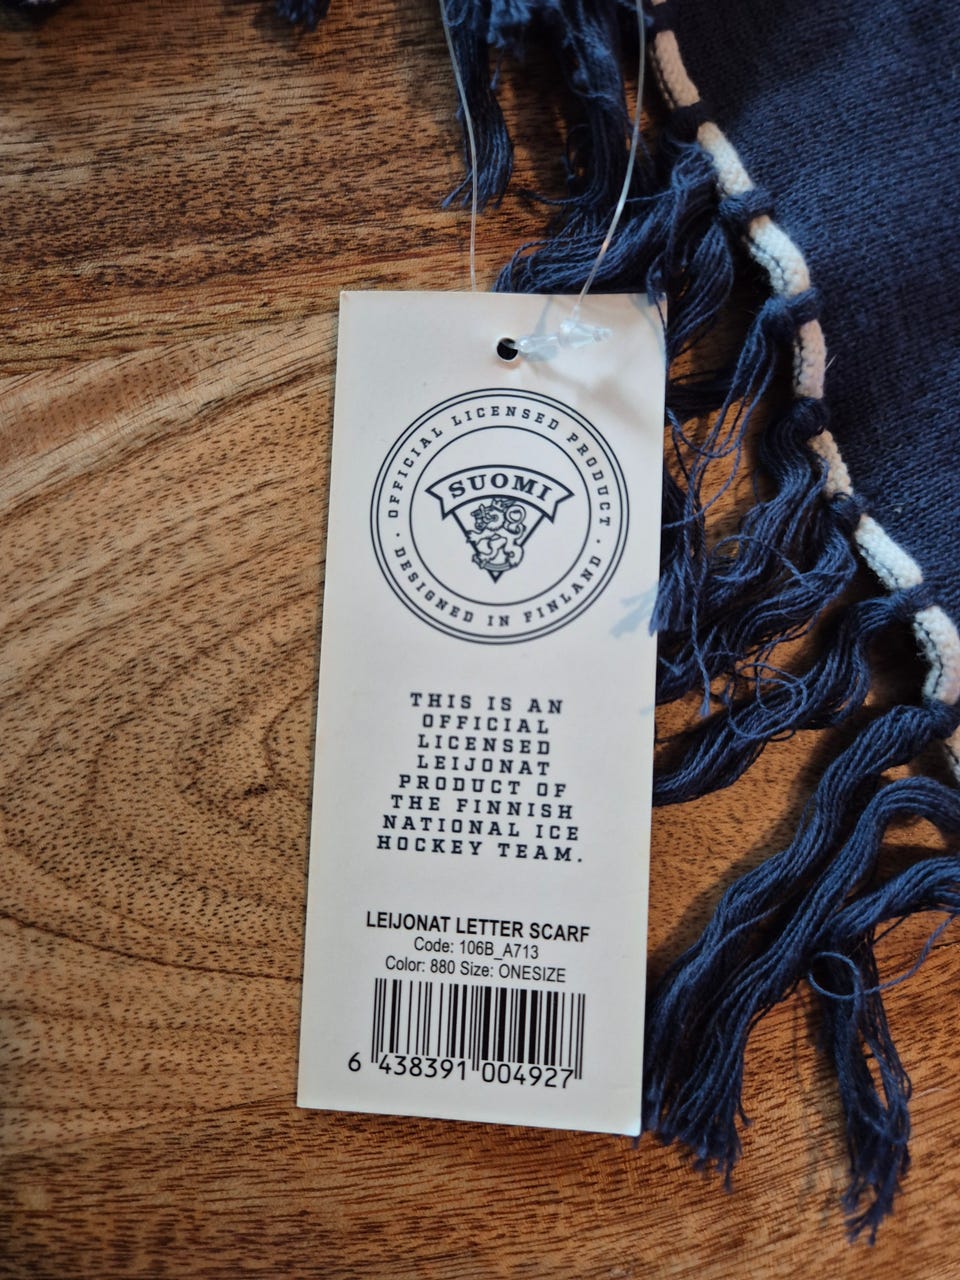 · OFFICIAL LICENSED PRODUCT ·
SUOMI
DESIGNED IN FINLAND
THIS IS AN
OFFICIAL
LICENSED
LEIJONAT
PRODUCT OF
THE FINNISH
NATIONAL ICE
HOCKEY TEAM.
LEIJONAT LETTER SCARF
Code: 106B_A713
Color: 880 Size: ONESIZE
6 438391 004927